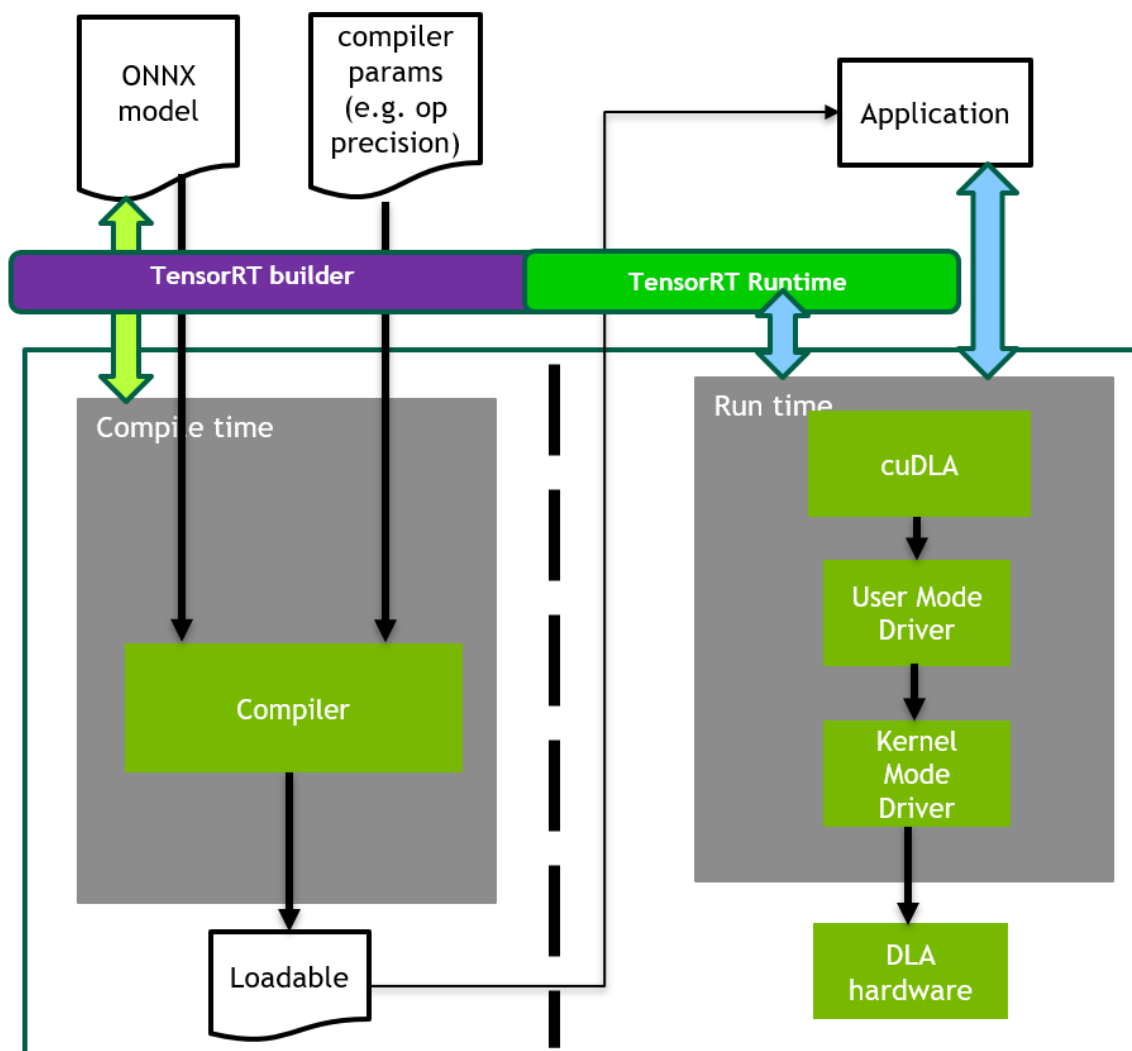 ONNX
model
compiler
params
(e.g. op
precision)
Application
TensorRT builder
TensorRT Runtime
Compile time
Run time
cuDLA
User Mode
Driver
Compiler
Kernel
Mode
Driver
Loadable
DLA
hardware